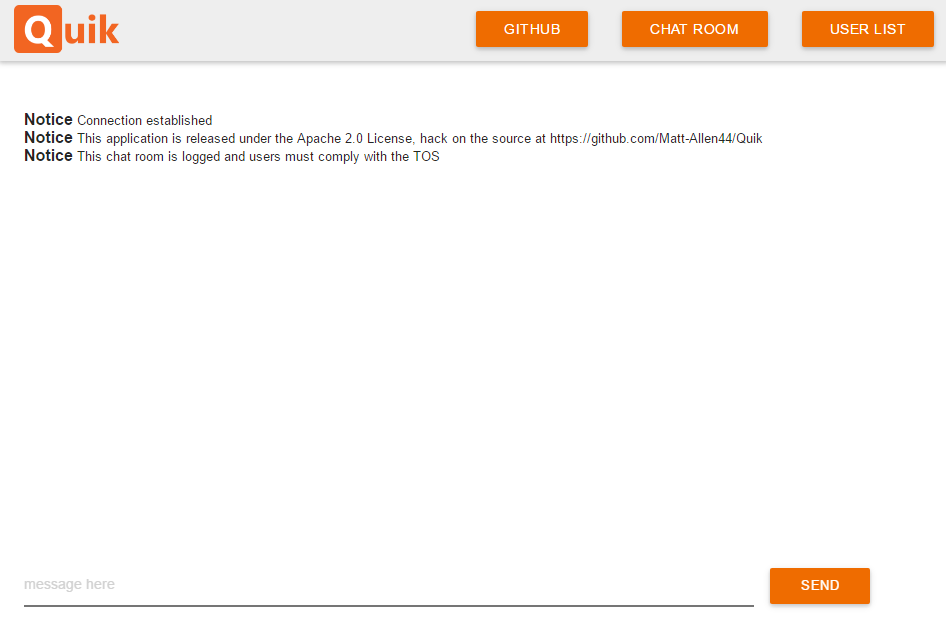 Quik
GITHUB
CHAT ROOM
USER LIST
Notice Connection established
Notice This application is released under the Apache 2.0 License, hack on the source at https://github.com/Matt-Allen44/Quik
Notice This chat room is logged and users must comply with the TOS
message here
SEND